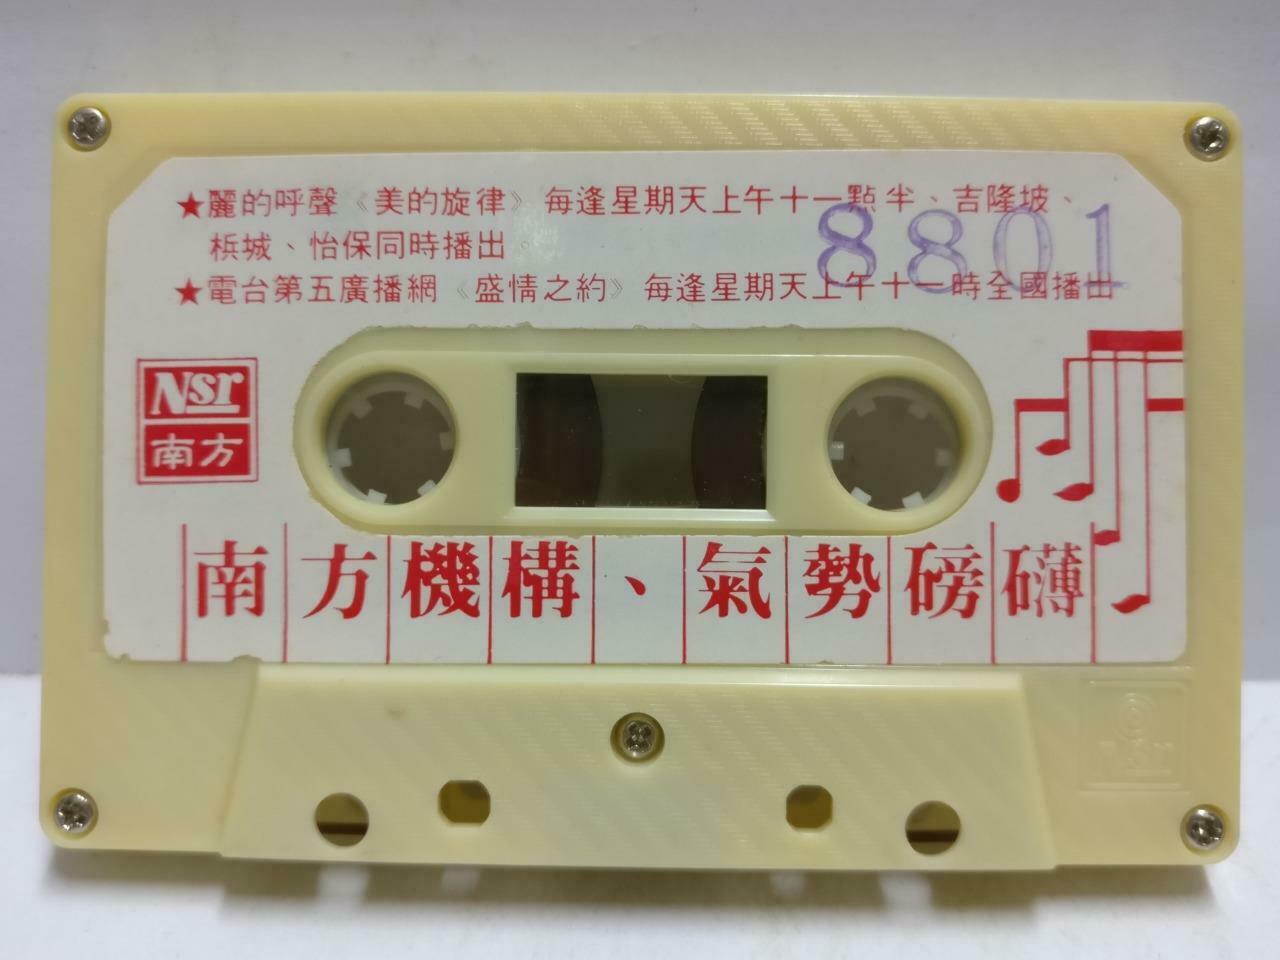 ★麗的呼聲《美的旋律》每逢星期天上午十一點半、吉隆坡、
梹城、怡保同時播出。
8801
★電台第五廣播網《盛情之約》每逢星期天上午十一時全國播出
Nsr
南方
南方機構、氣勢磅礴